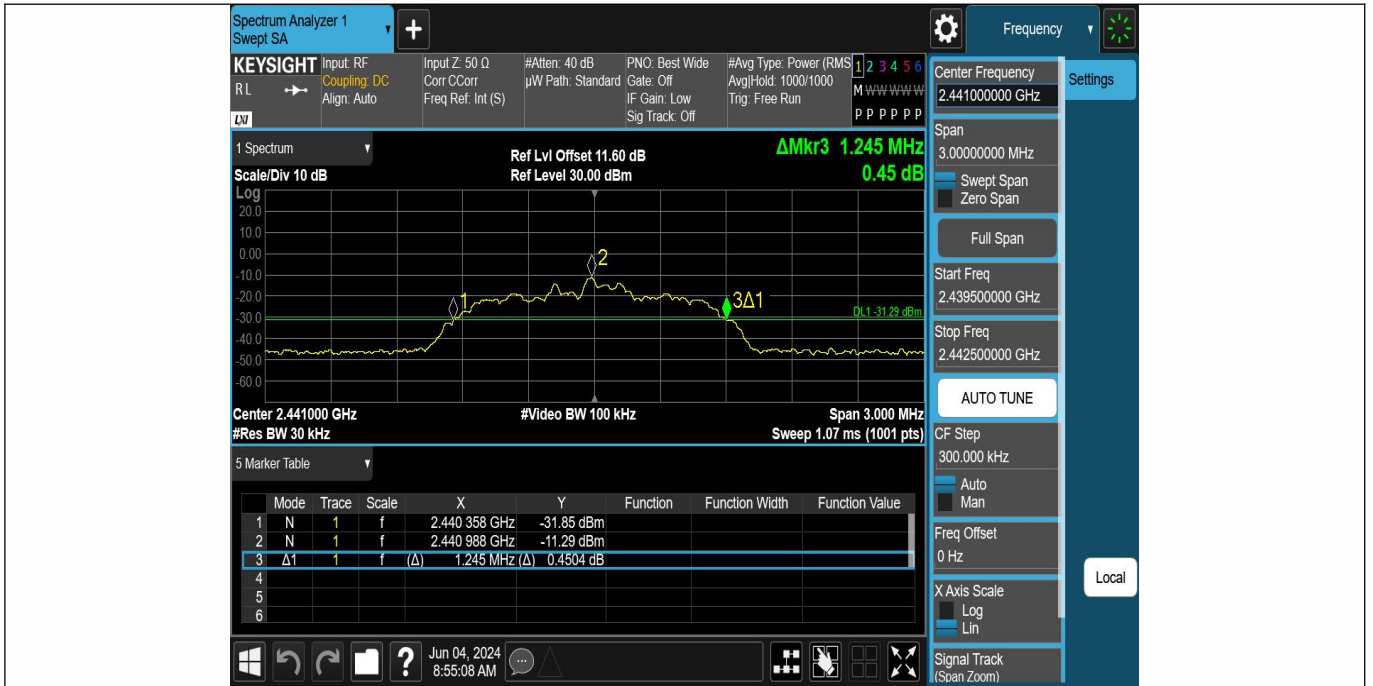 Spectrum Analyzer 1
Swept SA
+
Frequency
KEYSIGHT
RL
LXI
Input: RF
Coupling: DC
Align: Auto
Input Z: 50 Ω
Corr CCorr
Freq Ref: Int (S)
#Atten: 40 dB
µW Path: Standard
PNO: Best Wide
Gate: Off
IF Gain: Low
Sig Track: Off
#Avg Type: Power (RMS
Avg|Hold: 1000/1000
Trig: Free Run
1 2 3 4 5 6
M W W W W W
P P P P P P
1 Spectrum
Scale/Div 10 dB
Ref Lvl Offset 11.60 dB
Ref Level 30.00 dBm
ΔMkr3 1.245 MHz
0.45 dB
Log
20.0
10.0
0.00
-10.0
-20.0
-30.0
-40.0
-50.0
-60.0
2
1
3Δ1
DL1 -31.29 dBm
Center 2.441000 GHz
#Video BW 100 kHz
Span 3.000 MHz
#Res BW 30 kHz
Sweep 1.07 ms (1001 pts)
5 Marker Table
Mode Trace Scale X Y Function Function Width Function Value
1 N 1 f 2.440 358 GHz -31.85 dBm
2 N 1 f 2.440 988 GHz -11.29 dBm
3 Δ1 1 f (Δ) 1.245 MHz (Δ) 0.4504 dB
4
5
6
?
Jun 04, 2024
8:55:08 AM
Center Frequency
2.441000000 GHz
Settings
Span
3.00000000 MHz
Swept Span
Zero Span
Full Span
Start Freq
2.439500000 GHz
Stop Freq
2.442500000 GHz
AUTO TUNE
CF Step
300.000 kHz
Auto
Man
Freq Offset
0 Hz
X Axis Scale
Log
Lin
Local
Signal Track
(Span Zoom)